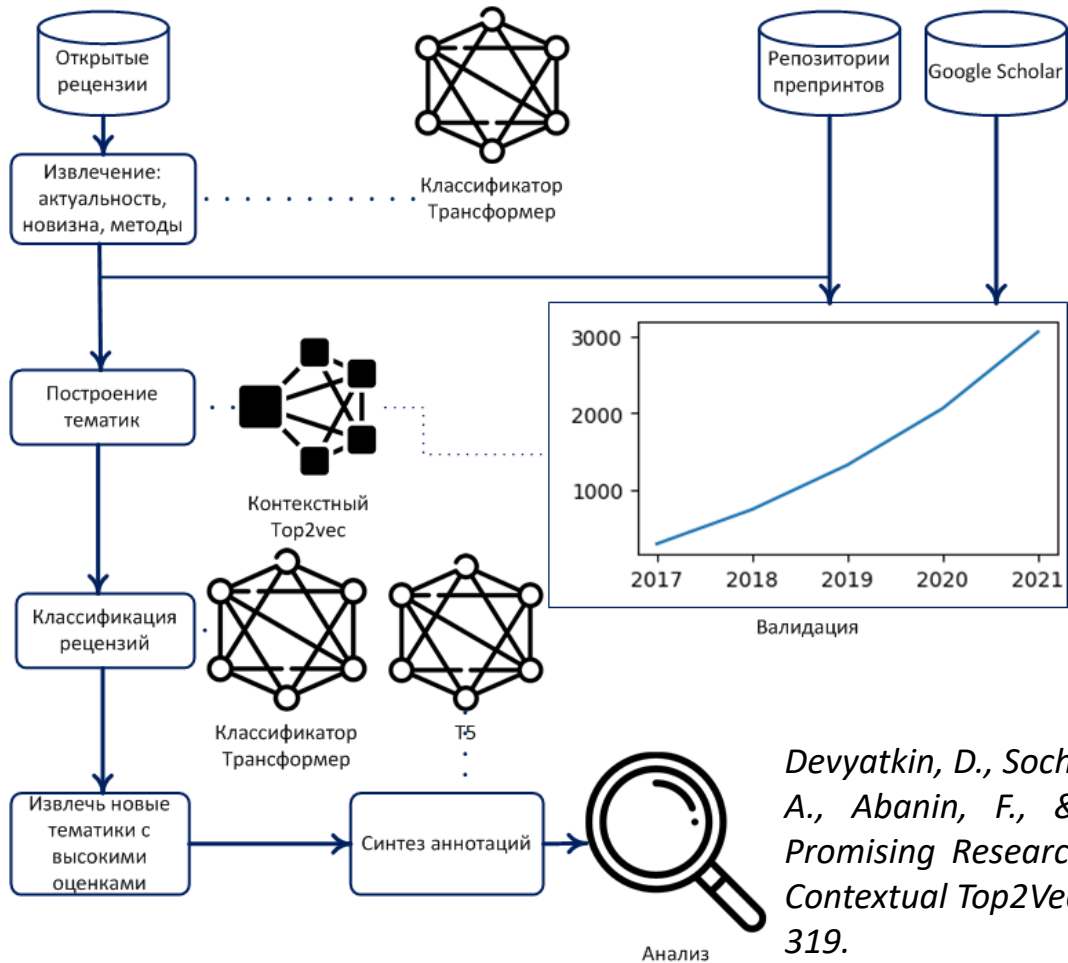 Открытые
рецензии
Репозитории
препринтов
Google Scholar
Извлечение:
актуальность,
новизна, методы
Классификатор
Трансформер
Построение
тематик
Контекстный
Top2vec
3000
2000
1000
2017 2018 2019 2020 2021
Валидация
Классификация
рецензий
Классификатор
Трансформер
T5
Извлечь новые
тематики с
высокими
оценками
Синтез аннотаций
Анализ
Devyatkin, D., Soch
A., Abanin, F., &
Promising Researc
Contextual Top2Vec
319.